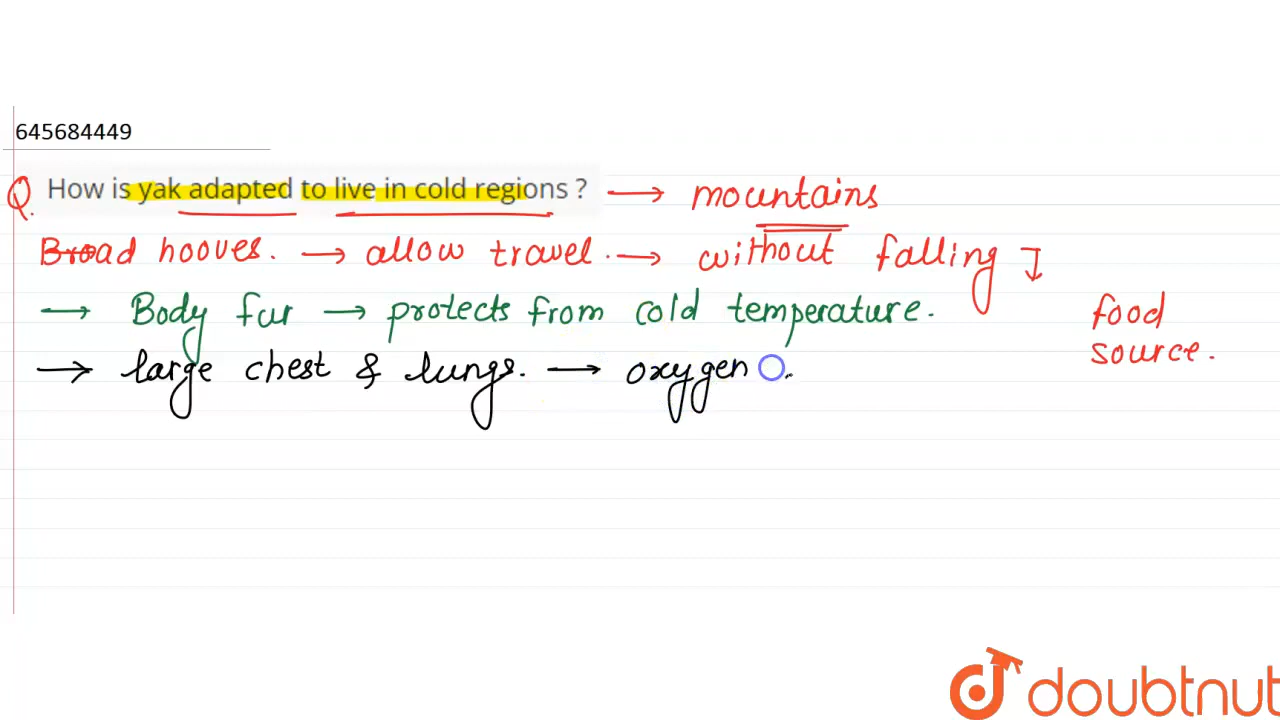 645684449
Q. How is yak adapted to live in cold regions ? → mountains
Broad hooves. → allow travel. → without falling
→ Body fur → protects from cold temperature.
food
source.
→ large chest & lungs. → oxygen
doubtnut